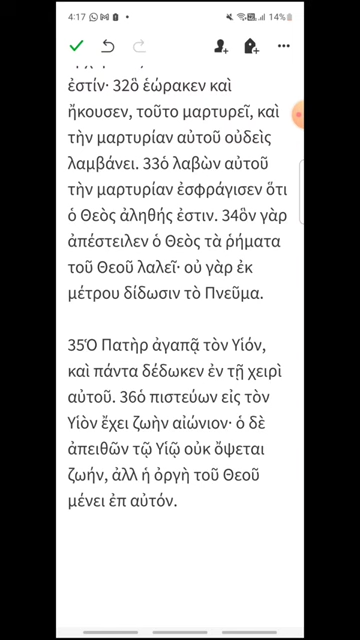 4:17
14%
ἐστίν· 32ὃ ἑώρακεν καὶ
ἤκουσεν, τοῦτο μαρτυρεῖ, καὶ
τὴν μαρτυρίαν αὐτοῦ οὐδεὶς
λαμβάνει. 33ὁ λαβὼν αὐτοῦ
τὴν μαρτυρίαν ἐσφράγισεν ὅτι
ὁ Θεὸς ἀληθής ἐστιν. 34ὃν γὰρ
ἀπέστειλεν ὁ Θεὸς τὰ ῥήματα
τοῦ Θεοῦ λαλεῖ· οὐ γὰρ ἐκ
μέτρου δίδωσιν τὸ Πνεῦμα.
35Ὁ Πατὴρ ἀγαπᾷ τὸν Υἱόν,
καὶ πάντα δέδωκεν ἐν τῇ χειρὶ
αὐτοῦ. 36ὁ πιστεύων εἰς τὸν
Υἱὸν ἔχει ζωὴν αἰώνιον· ὁ δὲ
ἀπειθῶν τῷ Υἱῷ οὐκ ὄψεται
ζωήν, ἀλλ ἡ ὀργὴ τοῦ Θεοῦ
μένει ἐπ αὐτόν.